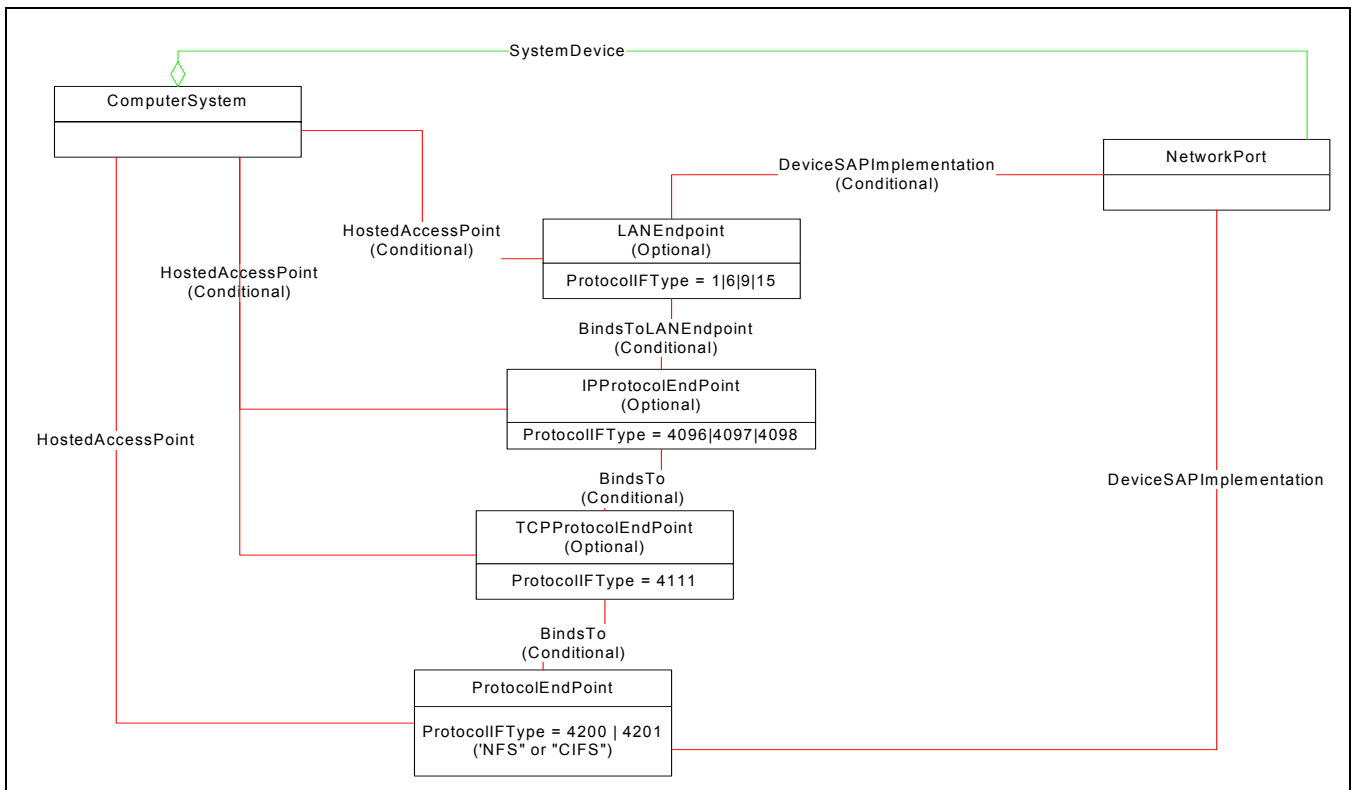 SystemDevice
ComputerSystem
NetworkPort
DeviceSAPImplementation
(Conditional)
HostedAccessPoint
(Conditional)
LANEndpoint
(Optional)
ProtocolIFType = 1|6|9|15
HostedAccessPoint
(Conditional)
BindsToLANEndpoint
(Conditional)
IPProtocolEndPoint
(Optional)
ProtocolIFType = 4096|4097|4098
HostedAccessPoint
BindsTo
(Conditional)
DeviceSAPImplementation
TCPProtocolEndPoint
(Optional)
ProtocolIFType = 4111
BindsTo
(Conditional)
ProtocolEndPoint
ProtocolIFType = 4200 | 4201
('NFS" or "CIFS")